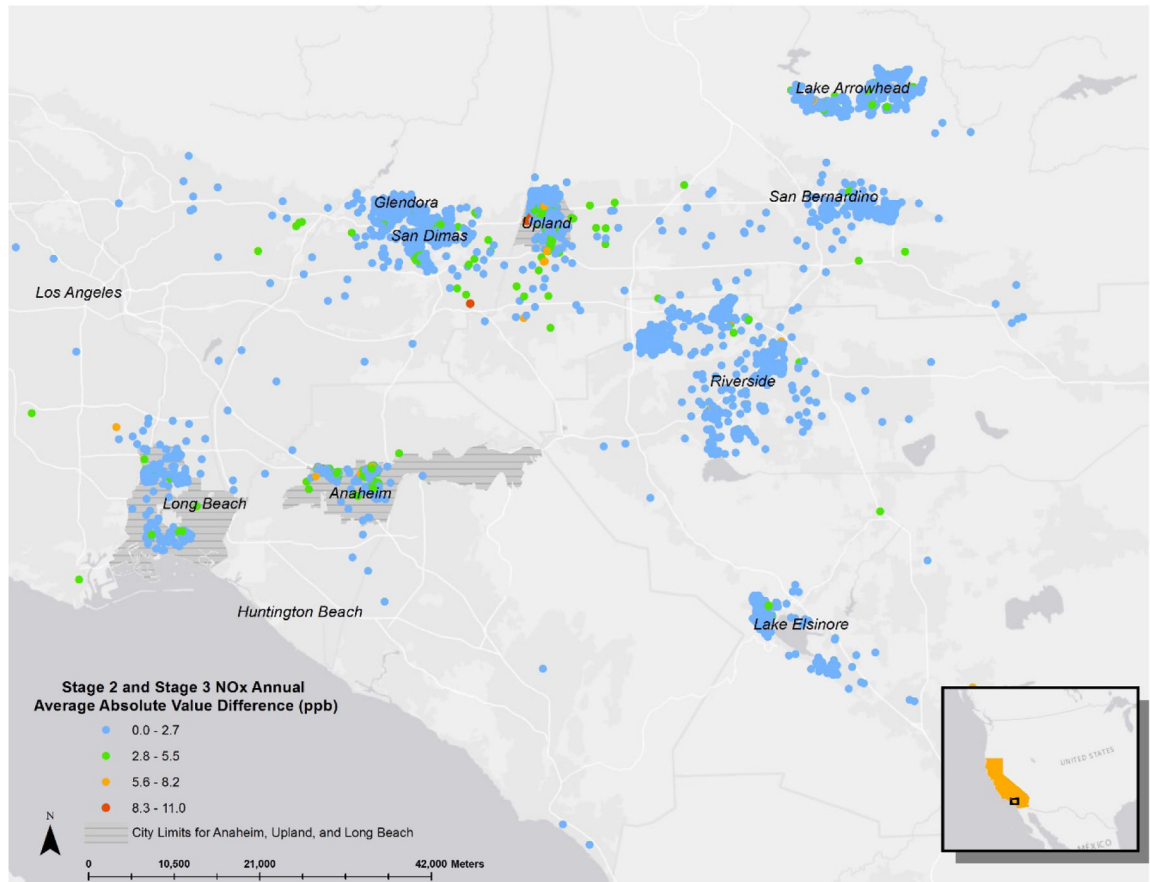 Lake Arrowhead
San Bernardino
Glendora
San Dimas
Upland
Los Angeles
Riverside
Long Beach
Anaheim
Huntington Beach
Lake Elsinore
Stage 2 and Stage 3 NOx Annual
Average Absolute Value Difference (ppb)
0.0 - 2.7
2.8 - 5.5
5.6 - 8.2
8.3 - 11.0
City Limits for Anaheim, Upland, and Long Beach
N
0 10,500 21,000 42,000 Meters
UNITED STATES
MÉXICO